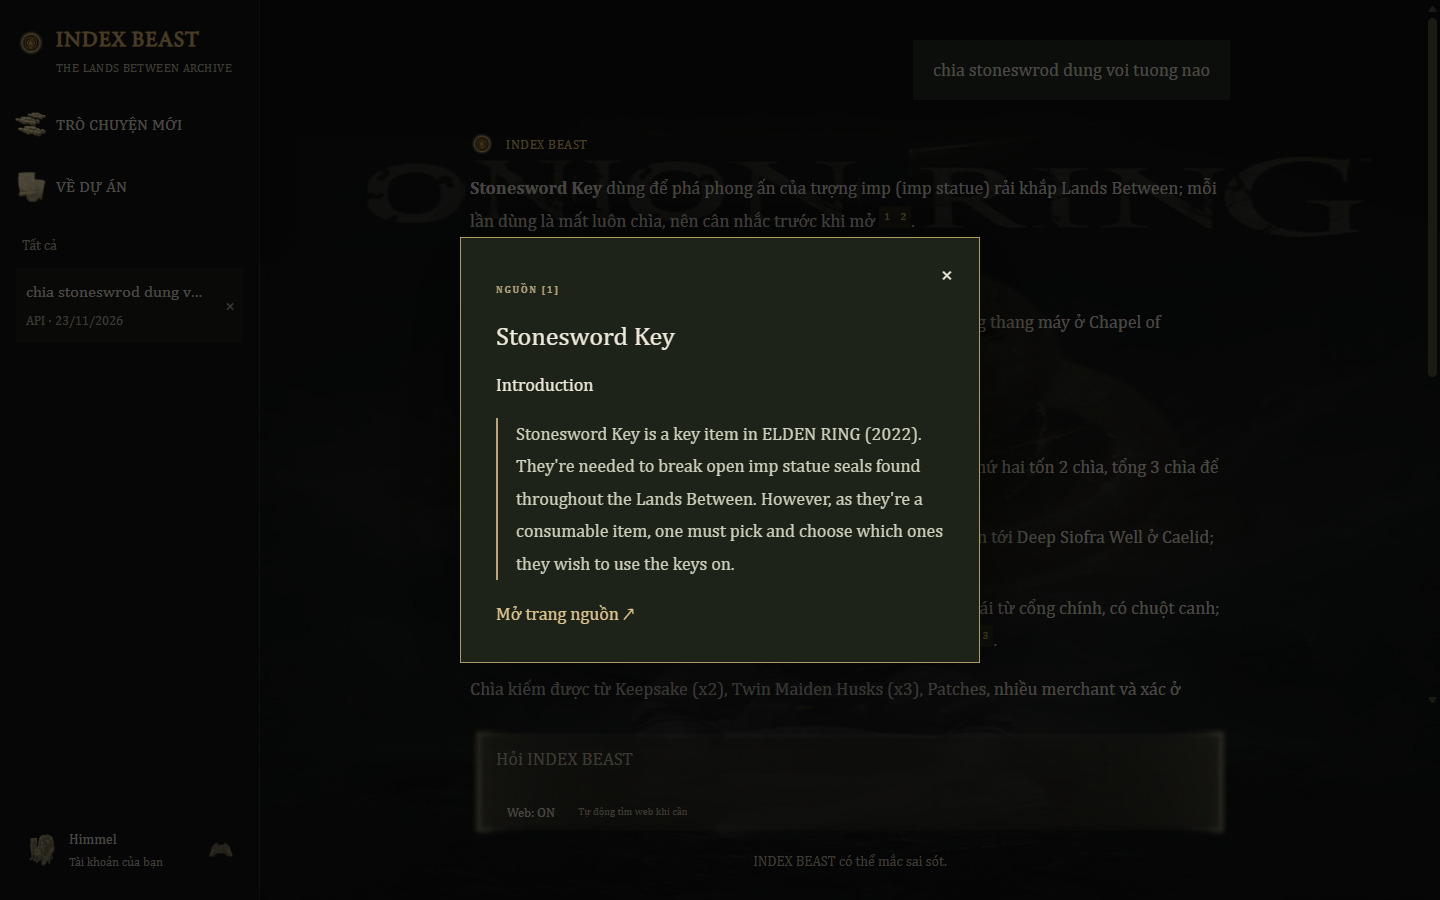 INDEX BEAST
THE LANDS BETWEEN ARCHIVE
TRÒ CHUYỆN MỚI
VỀ DỰ ÁN
Tất cả
chia stoneswrod dung v...
×
API · 23/11/2026
Himmel
Tài khoản của bạn
chia stoneswrod dung voi tuong nao
INDEX BEAST
ONION RING
Stonesword Key dùng để phá phong ấn của tượng imp (imp statue) rải khắp Lands Between; mỗi
lần dùng là mất luôn chìa, nên cân nhắc trước khi mở 1 2 .
g thang máy ở Chapel of
hứ hai tốn 2 chìa, tổng 3 chìa để
n tới Deep Siofra Well ở Caelid;
ái từ cổng chính, có chuột canh;
3 .
NGUỒN [1]
×
Stonesword Key
Introduction
Stonesword Key is a key item in ELDEN RING (2022).
They're needed to break open imp statue seals found
throughout the Lands Between. However, as they're a
consumable item, one must pick and choose which ones
they wish to use the keys on.
Mở trang nguồn ↗
Chìa kiếm được từ Keepsake (x2), Twin Maiden Husks (x3), Patches, nhiều merchant và xác ở
Hỏi INDEX BEAST
Web: ON
Tự động tìm web khi cần
INDEX BEAST có thể mắc sai sót.